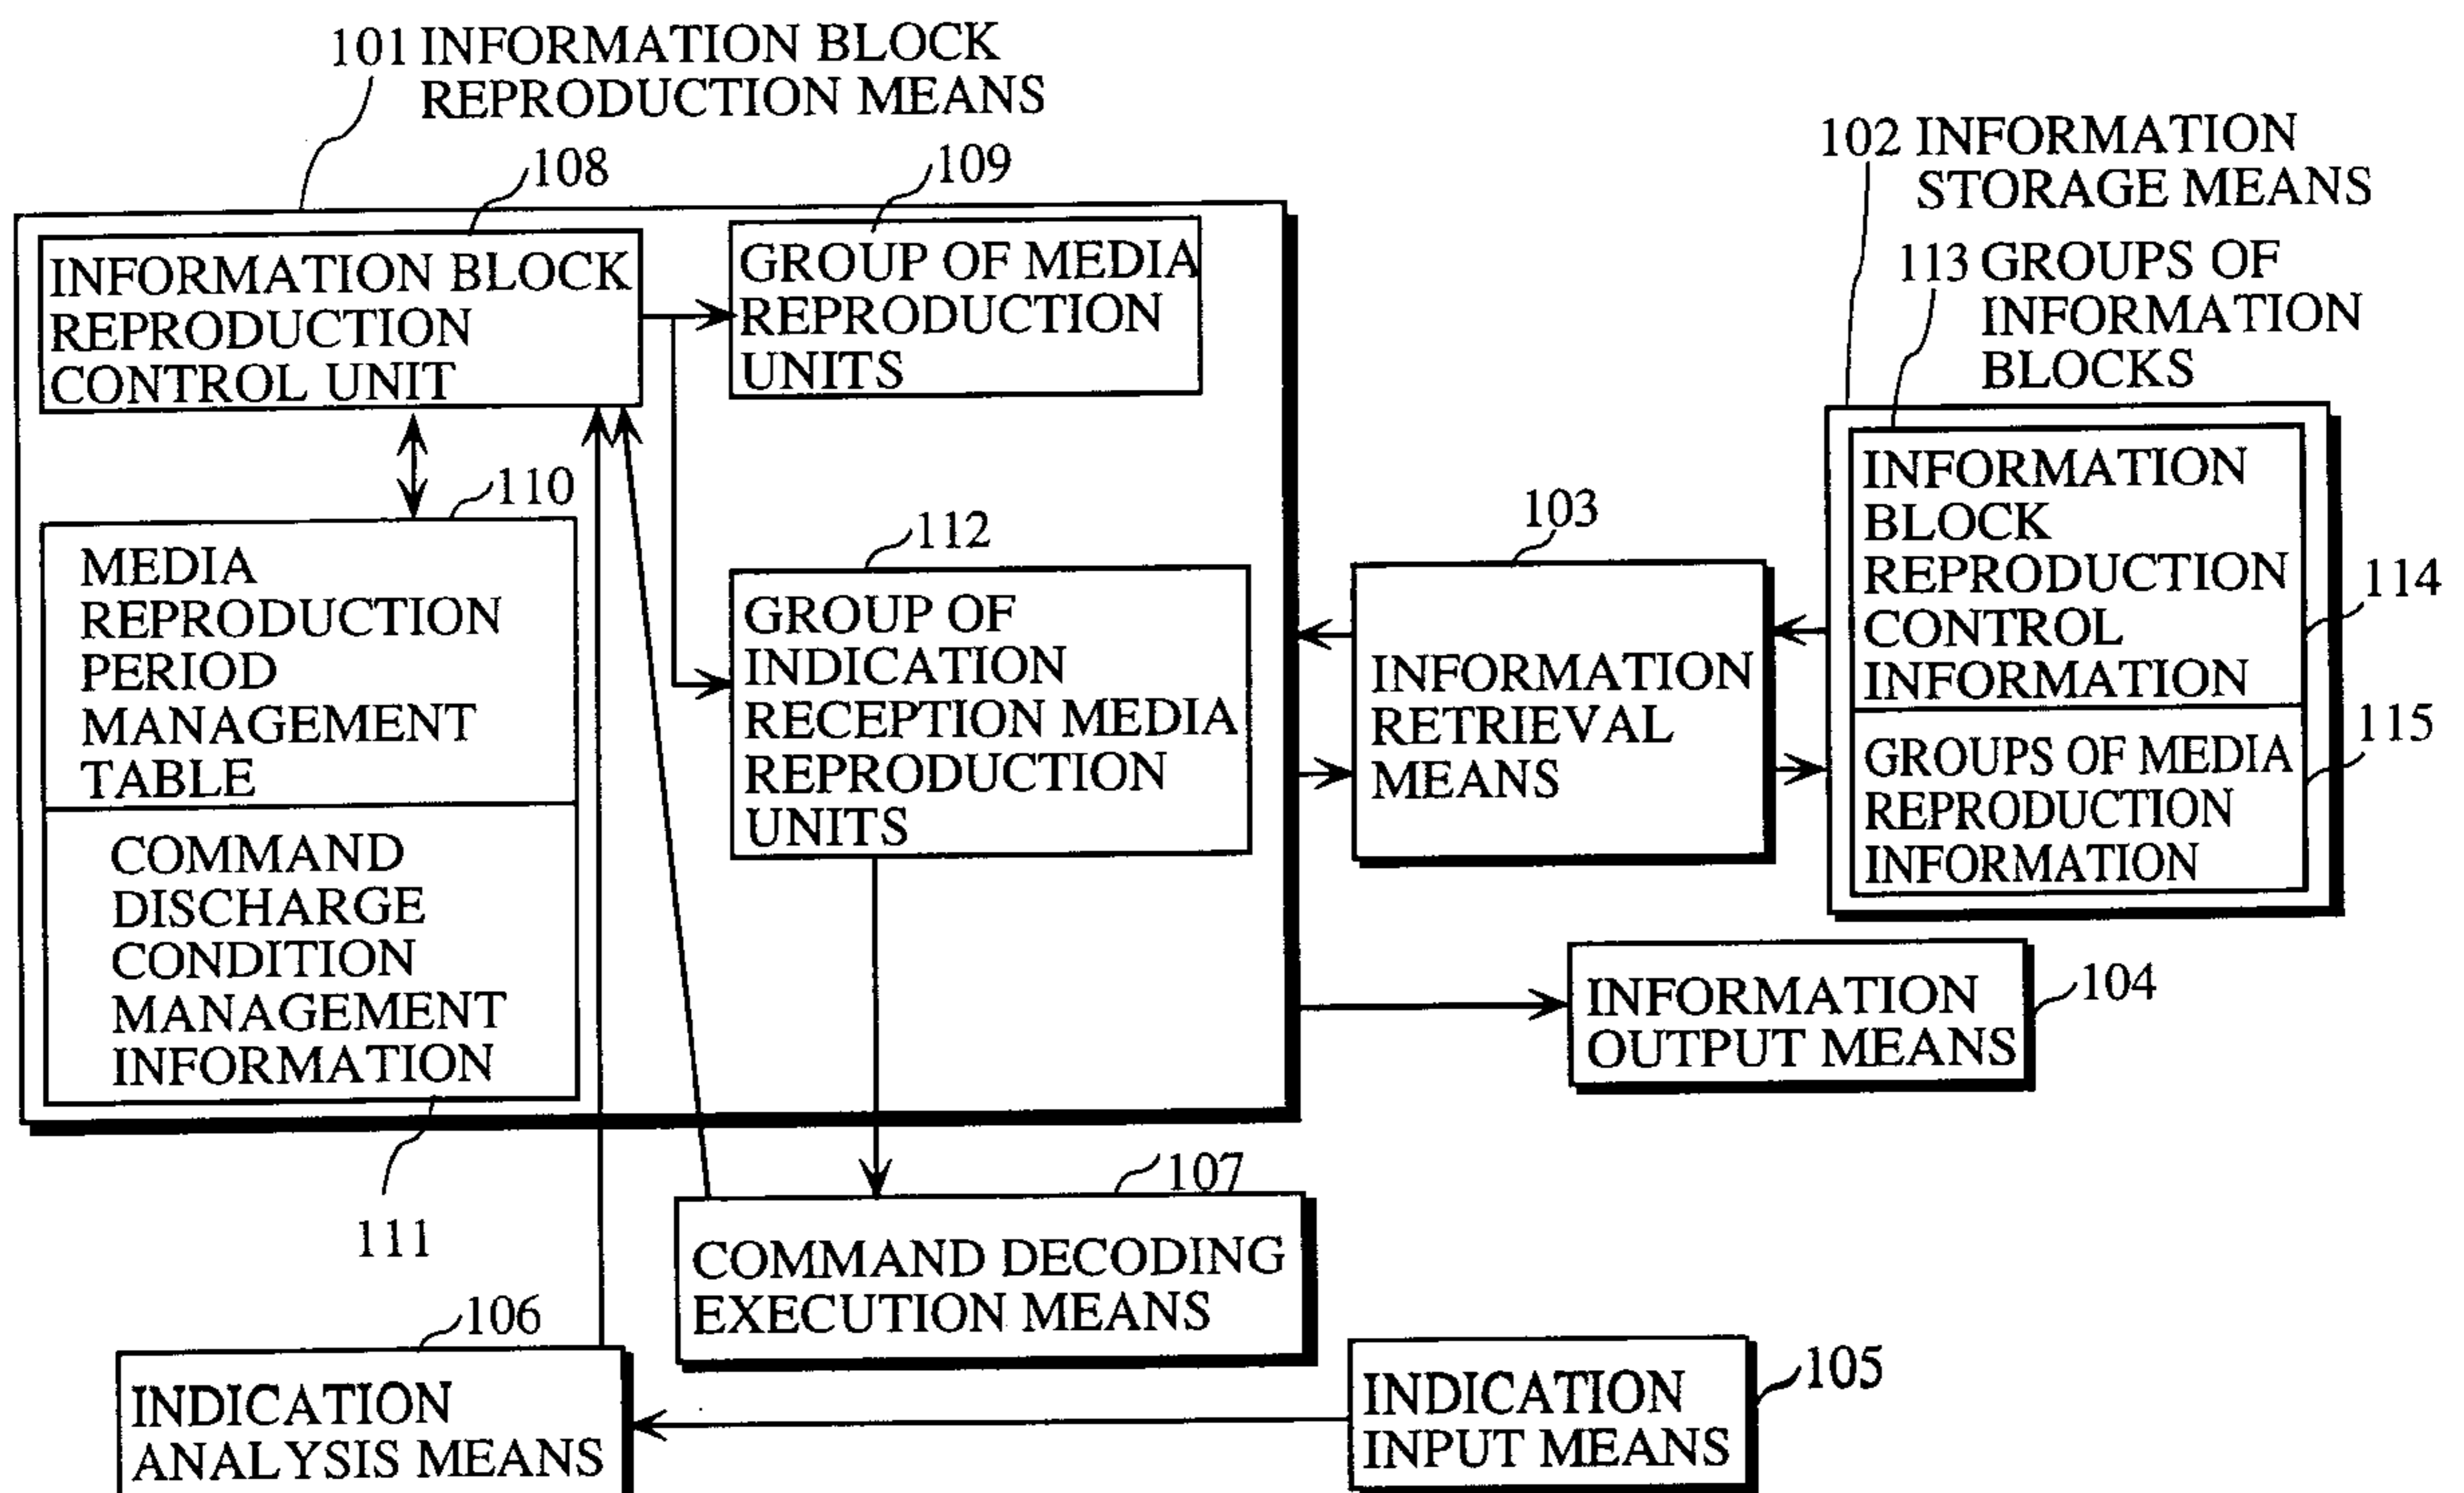 101 INFORMATION BLOCK
REPRODUCTION MEANS
108
109
102 INFORMATION
STORAGE MEANS
113 GROUPS OF
INFORMATION
BLOCKS
INFORMATION BLOCK
REPRODUCTION
CONTROL UNIT
GROUP OF MEDIA
REPRODUCTION
UNITS
110
MEDIA
REPRODUCTION
PERIOD
MANAGEMENT
TABLE
COMMAND
DISCHARGE
CONDITION
MANAGEMENT
INFORMATION
111
112
GROUP OF
INDICATION
RECEPTION MEDIA
REPRODUCTION
UNITS
103
INFORMATION
RETRIEVAL
MEANS
INFORMATION
BLOCK
REPRODUCTION
CONTROL
INFORMATION
114
GROUPS OF MEDIA
REPRODUCTION
INFORMATION
115
INFORMATION
OUTPUT MEANS
104
107
COMMAND DECODING
EXECUTION MEANS
106
INDICATION
ANALYSIS MEANS
INDICATION
INPUT MEANS
105